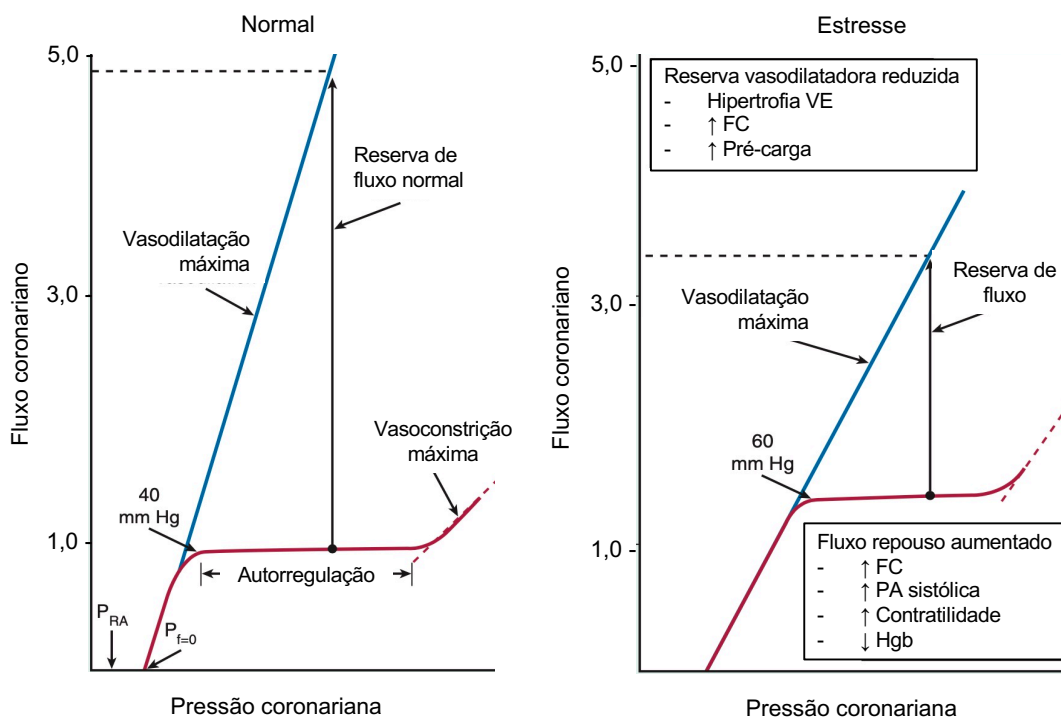 Normal
5,0
3,0
1,0
Fluxo coronariano
Reserva de
fluxo normal
Vasodilatação
máxima
Vasoconstrição
máxima
40
mm Hg
Autorregulação
P_RA
P_f=0
Pressão coronariana
Estresse
5,0
3,0
1,0
Fluxo coronariano
Reserva vasodilatadora reduzida
- Hipertrofia VE
- ↑ FC
- ↑ Pré-carga
Vasodilatação
máxima
Reserva de
fluxo
60
mm Hg
Fluxo repouso aumentado
- ↑ FC
- ↑ PA sistólica
- ↑ Contratilidade
- ↓ Hgb
Pressão coronariana